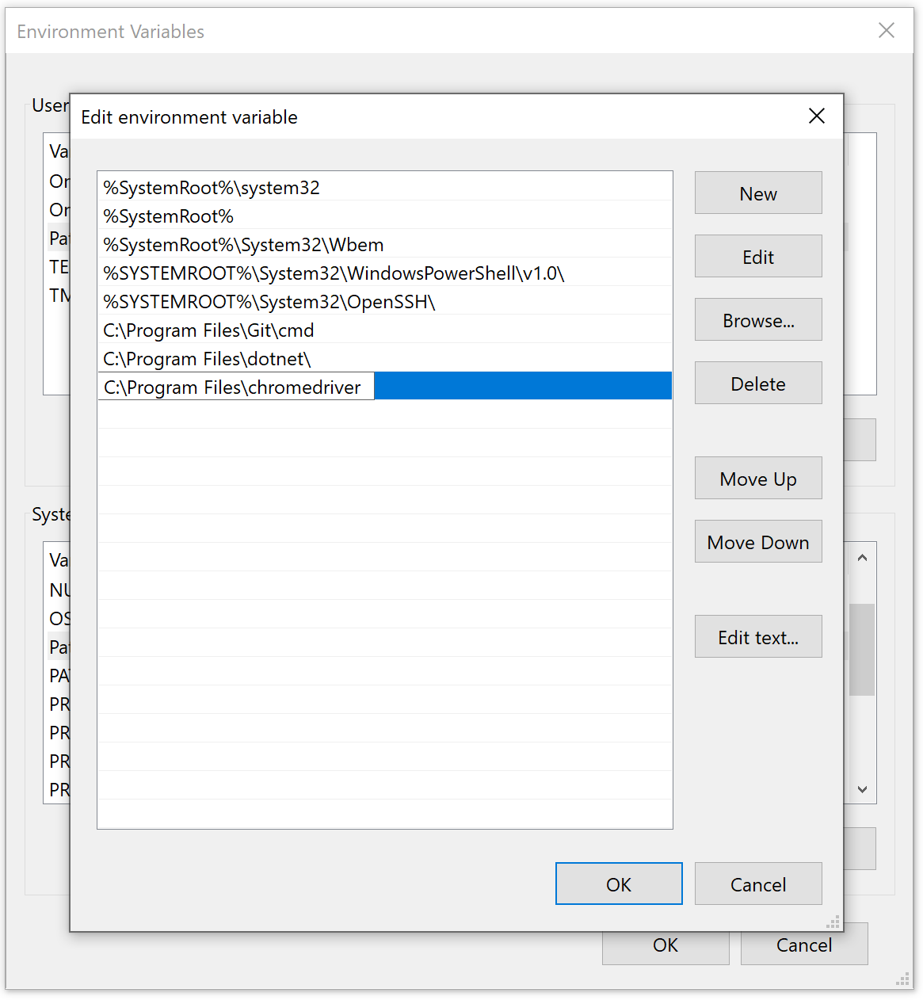 Environment Variables
User
Edit environment variable
Va
Or
Or
Pat
TE
TM
%SystemRoot%\system32
%SystemRoot%
%SystemRoot%\System32\Wbem
%SYSTEMROOT%\System32\WindowsPowerShell\v1.0\
%SYSTEMROOT%\System32\OpenSSH\
C:\Program Files\Git\cmd
C:\Program Files\dotnet\
C:\Program Files\chromedriver
New
Edit
Browse...
Delete
Move Up
Move Down
Edit text...
Syste
Va
NU
OS
Pat
PA
PR
PR
PR
PR
OK
Cancel
OK
Cancel